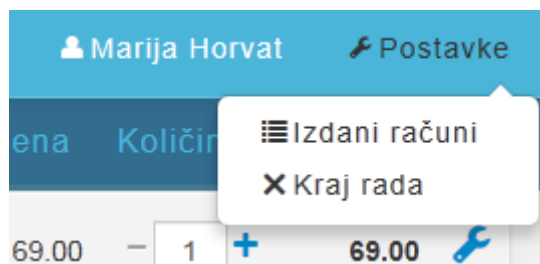 Marija Horvat Postavke
Izdani računi
Kraj rada
69.00 − 1 + 69.00